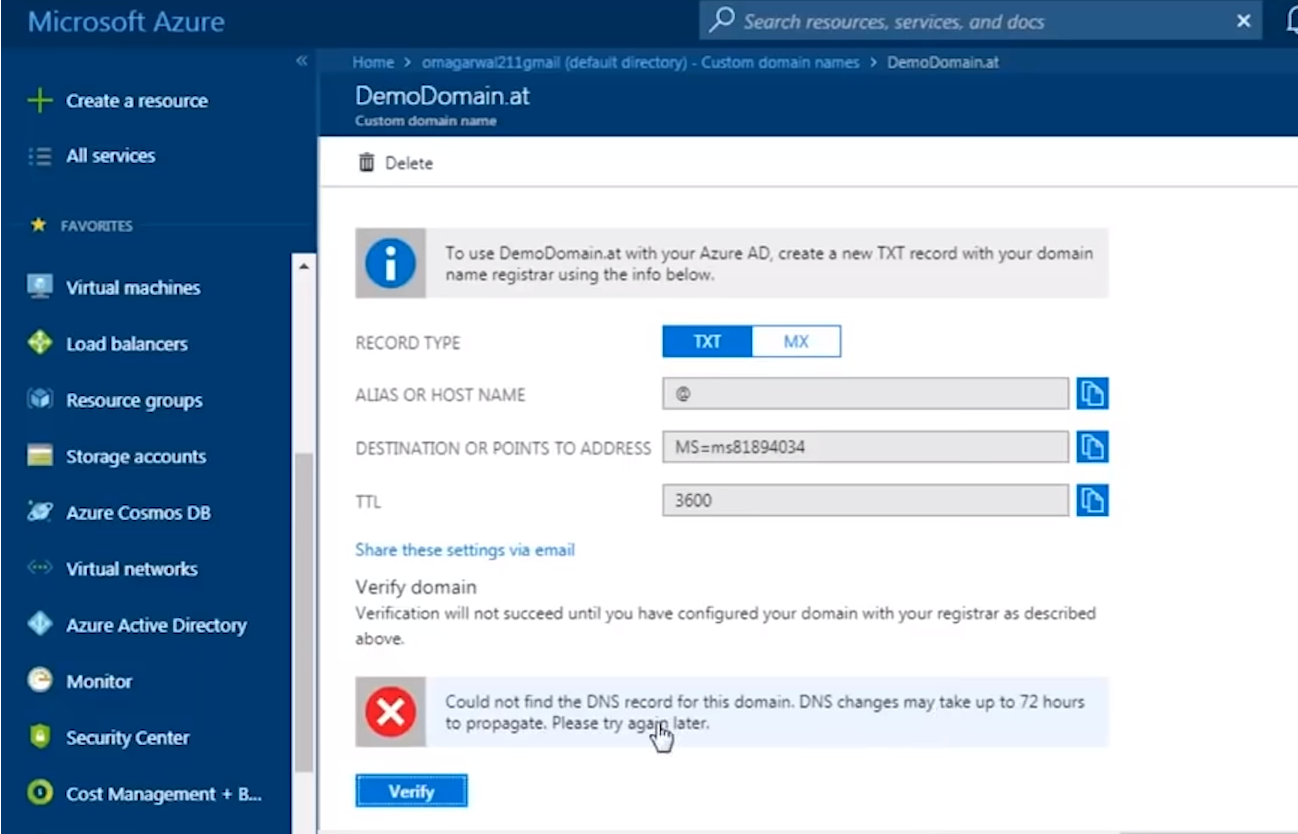 Microsoft Azure
Search resources, services, and docs
Home > omagarwal211gmail (default directory) - Custom domain names > DemoDomain.at
DemoDomain.at
Custom domain name
Create a resource
All services
FAVORITES
Virtual machines
Load balancers
Resource groups
Storage accounts
Azure Cosmos DB
Virtual networks
Azure Active Directory
Monitor
Security Center
Cost Management + B...
Delete
To use DemoDomain.at with your Azure AD, create a new TXT record with your domain
name registrar using the info below.
RECORD TYPE TXT MX
ALIAS OR HOST NAME @
DESTINATION OR POINTS TO ADDRESS MS=ms81894034
TTL 3600
Share these settings via email
Verify domain
Verification will not succeed until you have configured your domain with your registrar as described
above.
Could not find the DNS record for this domain. DNS changes may take up to 72 hours
to propagate. Please try again later.
Verify